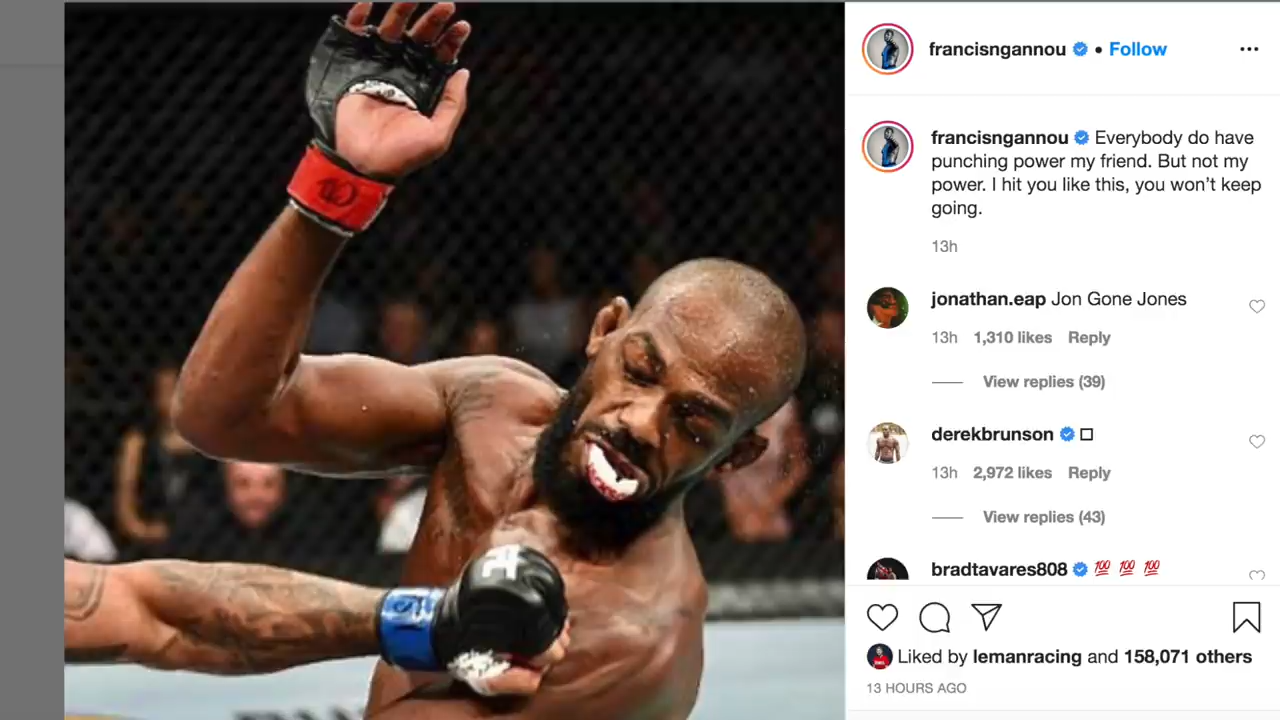 francisngannou • Follow
francisngannou Everybody do have
punching power my friend. But not my
power. I hit you like this, you won’t keep
going.
13h
jonathan.eap Jon Gone Jones
13h 1,310 likes Reply
View replies (39)
derekbrunson
13h 2,972 likes Reply
View replies (43)
bradtavares808 💯 💯 💯
Liked by lemanracing and 158,071 others
13 HOURS AGO